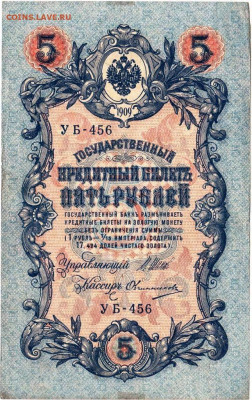 COINS.LAV.RU
5 5
1909
УБ-456
ГОСУДАРСТВЕННЫЙ
КРЕДИТНЫЙ БИЛЕТЪ
ПЯТЬ РУБЛЕЙ
ГОСУДАРСТВЕННЫЙ БАНКЪ РАЗМѢНИВАЕТЪ
КРЕДИТНЫЕ БИЛЕТЫ НА ЗОЛОТУЮ МОНЕТУ
БЕЗЪ ОГРАНИЧЕНІЯ СУММЫ
(1 РУБЛЬ = 1/15 ИМПЕРІАЛА, СОДЕРЖИТЪ
17,424 ДОЛЕЙ ЧИСТАГО ЗОЛОТА).
Управляющій
Кассиръ
УБ-456
5 5